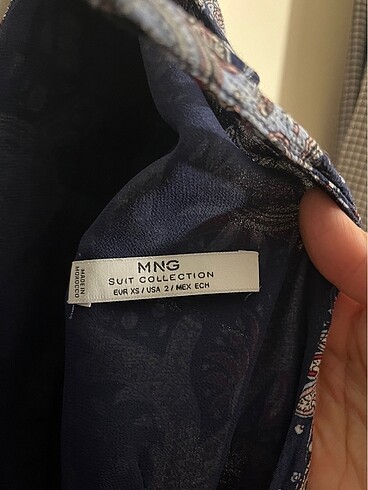 MNG
SUIT COLLECTION
EUR XS / USA 2 / MEX ECH
MADE IN
MOROCCO